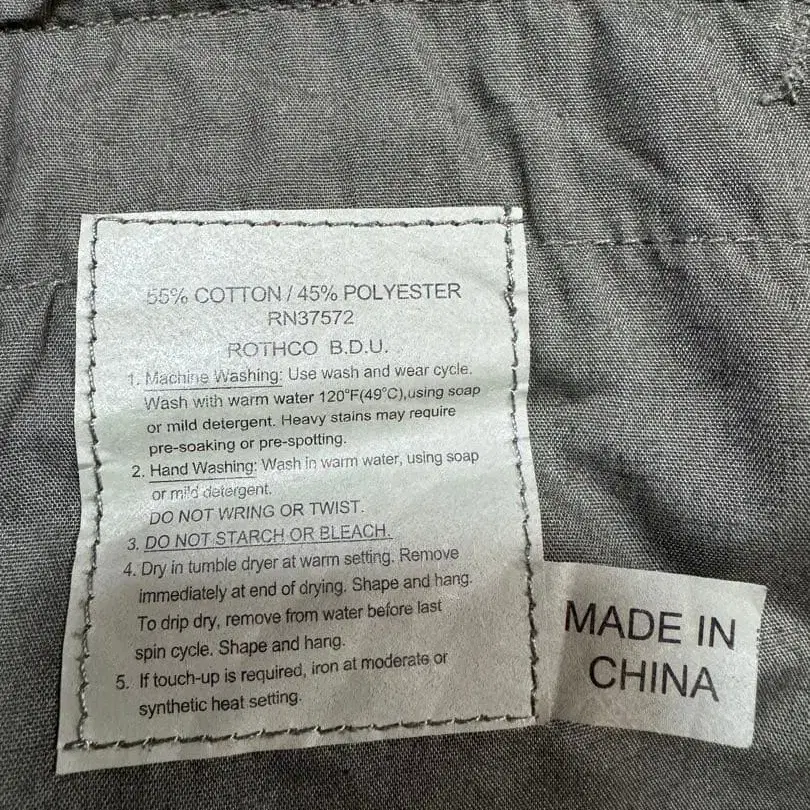 55% COTTON / 45% POLYESTER
RN37572
ROTHCO B.D.U.
1. Machine Washing: Use wash and wear cycle.
Wash with warm water 120°F(49°C),using soap
or mild detergent. Heavy stains may require
pre-soaking or pre-spotting.
2. Hand Washing: Wash in warm water, using soap
or mild detergent.
DO NOT WRING OR TWIST.
3. DO NOT STARCH OR BLEACH.
4. Dry in tumble dryer at warm setting. Remove
immediately at end of drying. Shape and hang.
To drip dry, remove from water before last
spin cycle. Shape and hang.
5. If touch-up is required, iron at moderate or
synthetic heat setting.
MADE IN
CHINA